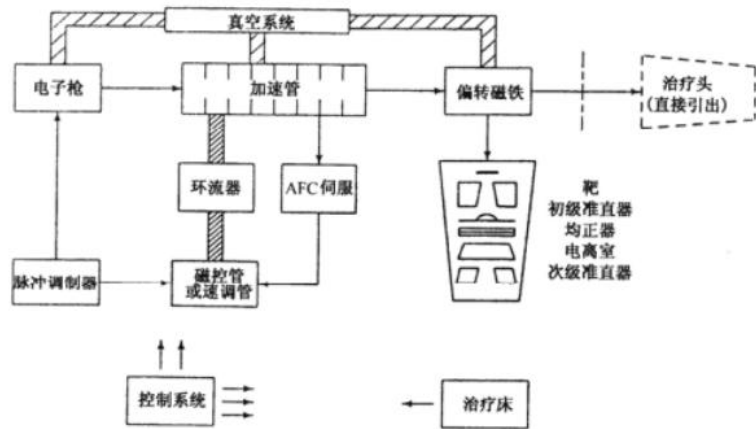 真空系统
电子枪
加速管
偏转磁铁
治疗头
(直接引出)
环流器
AFC伺服
靶
初级准直器
均正器
电离室
次级准直器
脉冲调制器
磁控管
或速调管
控制系统
治疗床